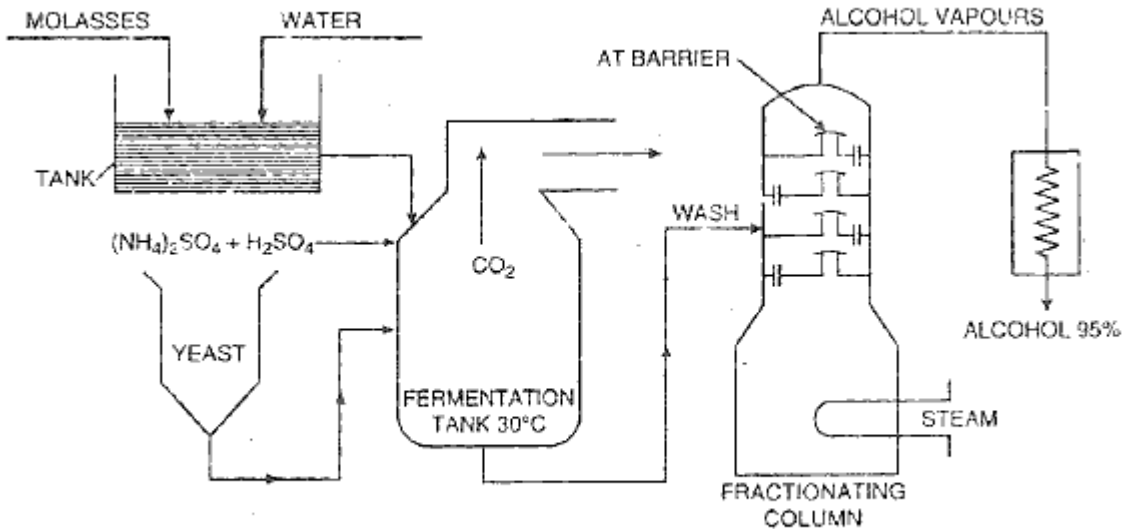 MOLASSES
WATER
ALCOHOL VAPOURS
AT BARRIER
TANK
WASH
(NH₄)₂SO₄ + H₂SO₄
CO₂
YEAST
ALCOHOL 95%
FERMENTATION
TANK 30°C
STEAM
FRACTIONATING
COLUMN